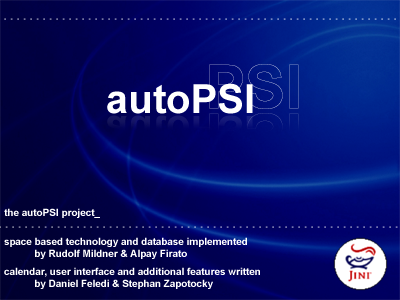 PSI
autoPSI
the autoPSI project_
space based technology and database implemented
by Rudolf Mildner & Alpay Firato
calendar, user interface and additional features written
by Daniel Feledi & Stephan Zapotocky
JINI